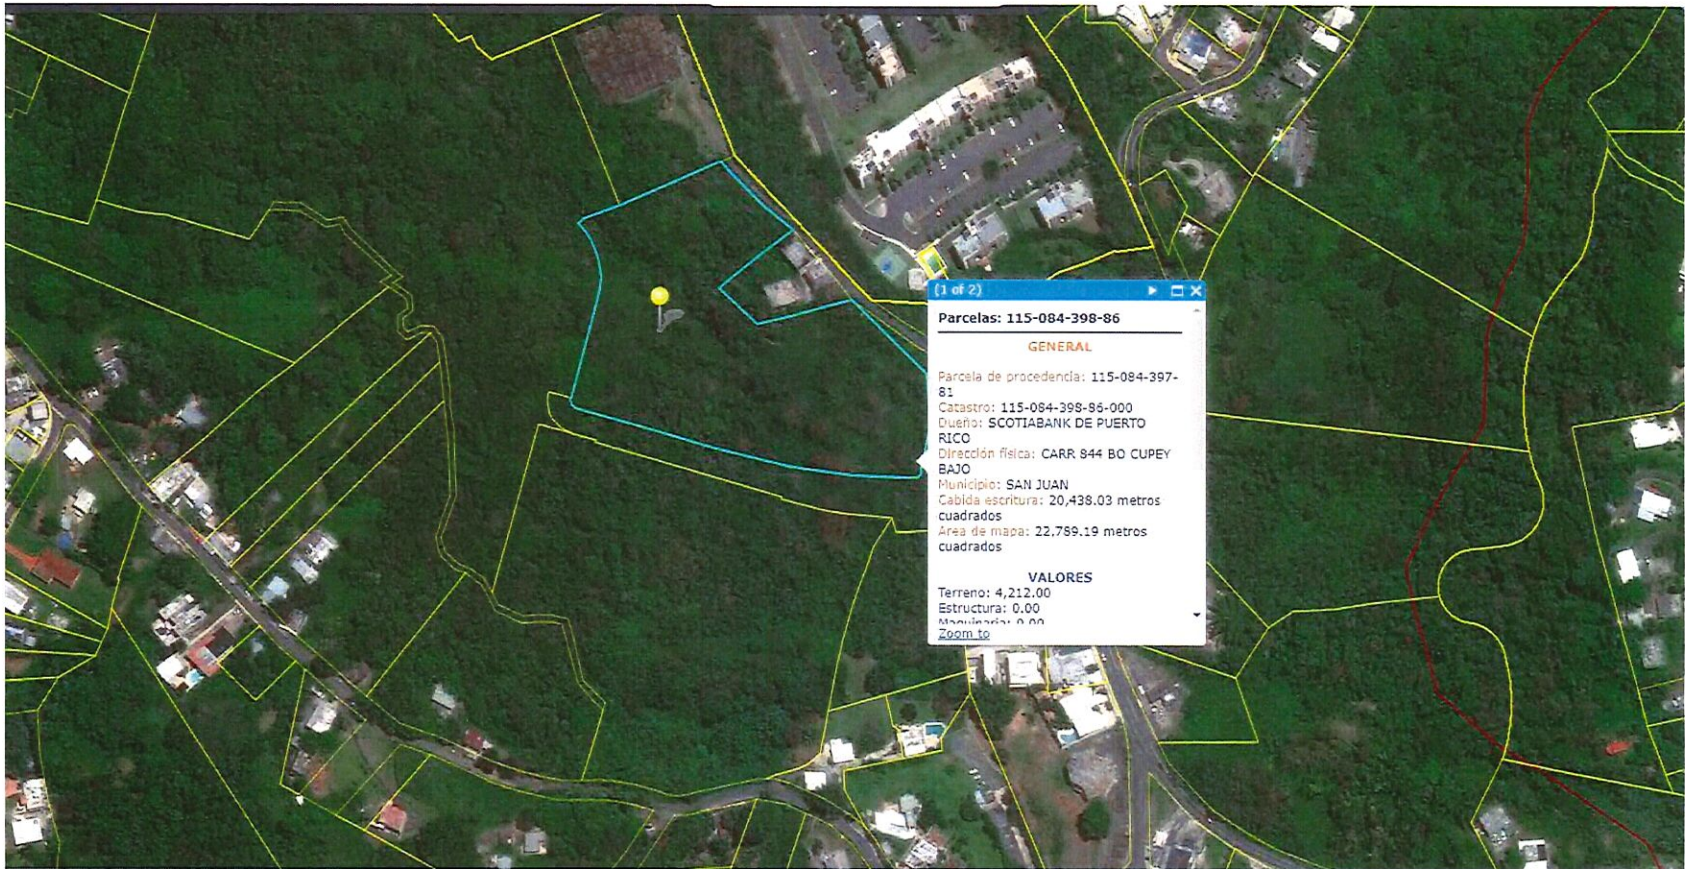 (1 of 2)
Parcelas: 115-084-398-86
GENERAL
Parcela de procedencia: 115-084-397-
81
Catastro: 115-084-398-86-000
Dueño: SCOTIABANK DE PUERTO
RICO
Dirección física: CARR 844 BO CUPEY
BAJO
Municipio: SAN JUAN
Cabida escritura: 20,438.03 metros
cuadrados
Area de mapa: 22,789.19 metros
cuadrados
VALORES
Terreno: 4,212.00
Estructura: 0.00
Maquinaria: 0.00
Zoom to